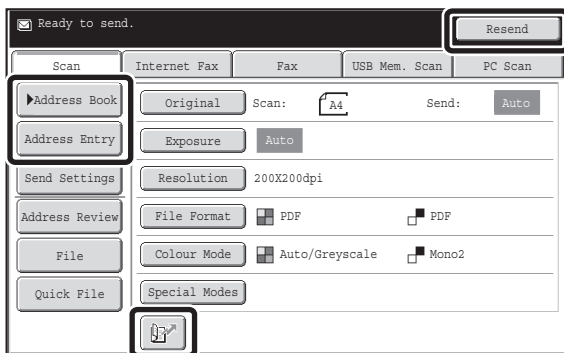 Ready to send.
Resend
Scan
Internet Fax
Fax
USB Mem. Scan
PC Scan
Address Book
Original
Scan:
A4
Send:
Auto
Address Entry
Exposure
Auto
Send Settings
Resolution
200X200dpi
Address Review
File Format
PDF
PDF
File
Colour Mode
Auto/Greyscale
Mono2
Quick File
Special Modes